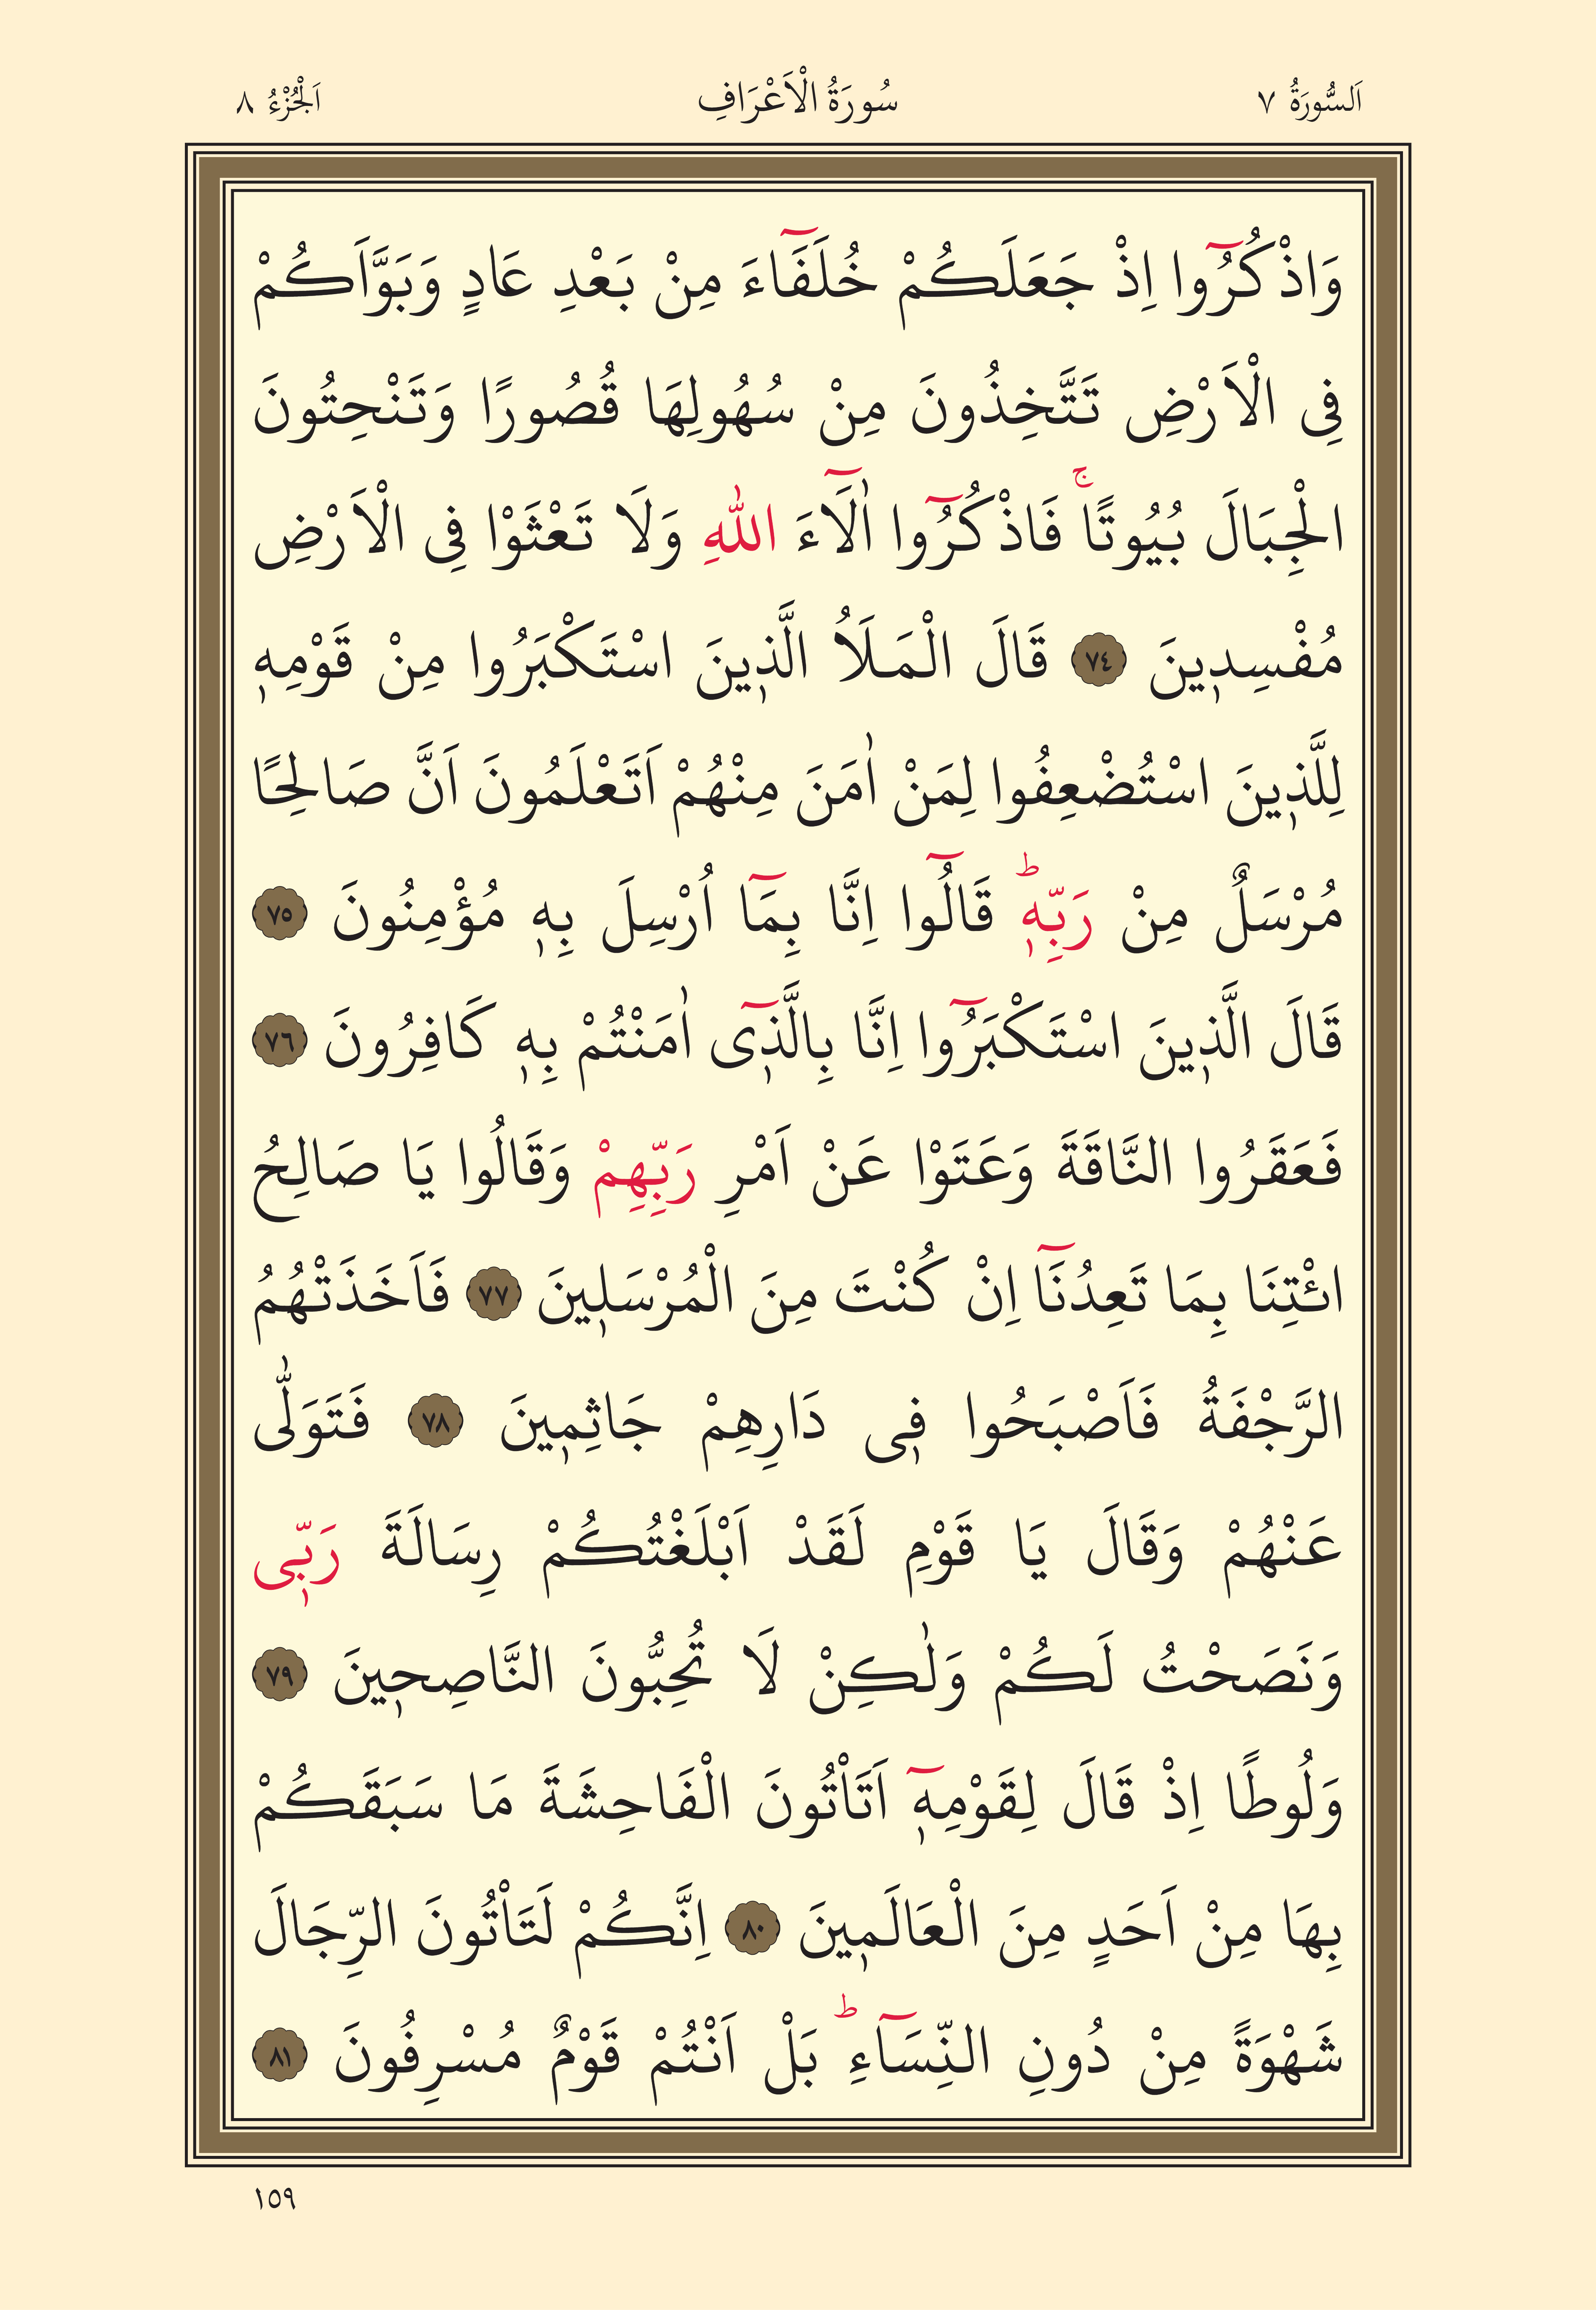 اَلسُّورَةُ ٧ سُورَةُ الْاَعْرَافِ اَلْجُزْءُ ٨
وَاذْكُرُٓوا اِذْ جَعَلَكُمْ خُلَفَٓاءَ مِنْ بَعْدِ عَادٍ وَبَوَّاَكُمْ
فِى الْاَرْضِ تَتَّخِذُونَ مِنْ سُهُولِهَا قُصُورًا وَتَنْحِتُونَ
الْجِبَالَ بُيُوتًاۚ فَاذْكُرُٓوا اٰلَٓاءَ اللّٰهِ وَلَا تَعْثَوْا فِى الْاَرْضِ
مُفْسِدٖينَ ٧٤ قَالَ الْمَلَاُ الَّذٖينَ اسْتَكْبَرُوا مِنْ قَوْمِهٖ
لِلَّذٖينَ اسْتُضْعِفُوا لِمَنْ اٰمَنَ مِنْهُمْ اَتَعْلَمُونَ اَنَّ صَالِحًا
مُرْسَلٌ مِنْ رَبِّهٖؕ قَالُٓوا اِنَّا بِمَٓا اُرْسِلَ بِهٖ مُؤْمِنُونَ ٧٥
قَالَ الَّذٖينَ اسْتَكْبَرُٓوا اِنَّا بِالَّذٖٓى اٰمَنْتُمْ بِهٖ كَافِرُونَ ٧٦
فَعَقَرُوا النَّاقَةَ وَعَتَوْا عَنْ اَمْرِ رَبِّهِمْ وَقَالُوا يَا صَالِحُ
ائْتِنَا بِمَا تَعِدُنَٓا اِنْ كُنْتَ مِنَ الْمُرْسَلٖينَ ٧٧ فَاَخَذَتْهُمُ
الرَّجْفَةُ فَاَصْبَحُوا فٖى دَارِهِمْ جَاثِمٖينَ ٧٨ فَتَوَلّٰى
عَنْهُمْ وَقَالَ يَا قَوْمِ لَقَدْ اَبْلَغْتُكُمْ رِسَالَةَ رَبّٖى
وَنَصَحْتُ لَكُمْ وَلٰكِنْ لَا تُحِبُّونَ النَّاصِحٖينَ ٧٩
وَلُوطًا اِذْ قَالَ لِقَوْمِهٖٓ اَتَاْتُونَ الْفَاحِشَةَ مَا سَبَقَكُمْ
بِهَا مِنْ اَحَدٍ مِنَ الْعَالَمٖينَ ٨٠ اِنَّكُمْ لَتَاْتُونَ الرِّجَالَ
شَهْوَةً مِنْ دُونِ النِّسَٓاءِؕ بَلْ اَنْتُمْ قَوْمٌ مُسْرِفُونَ ٨١
١٥٩